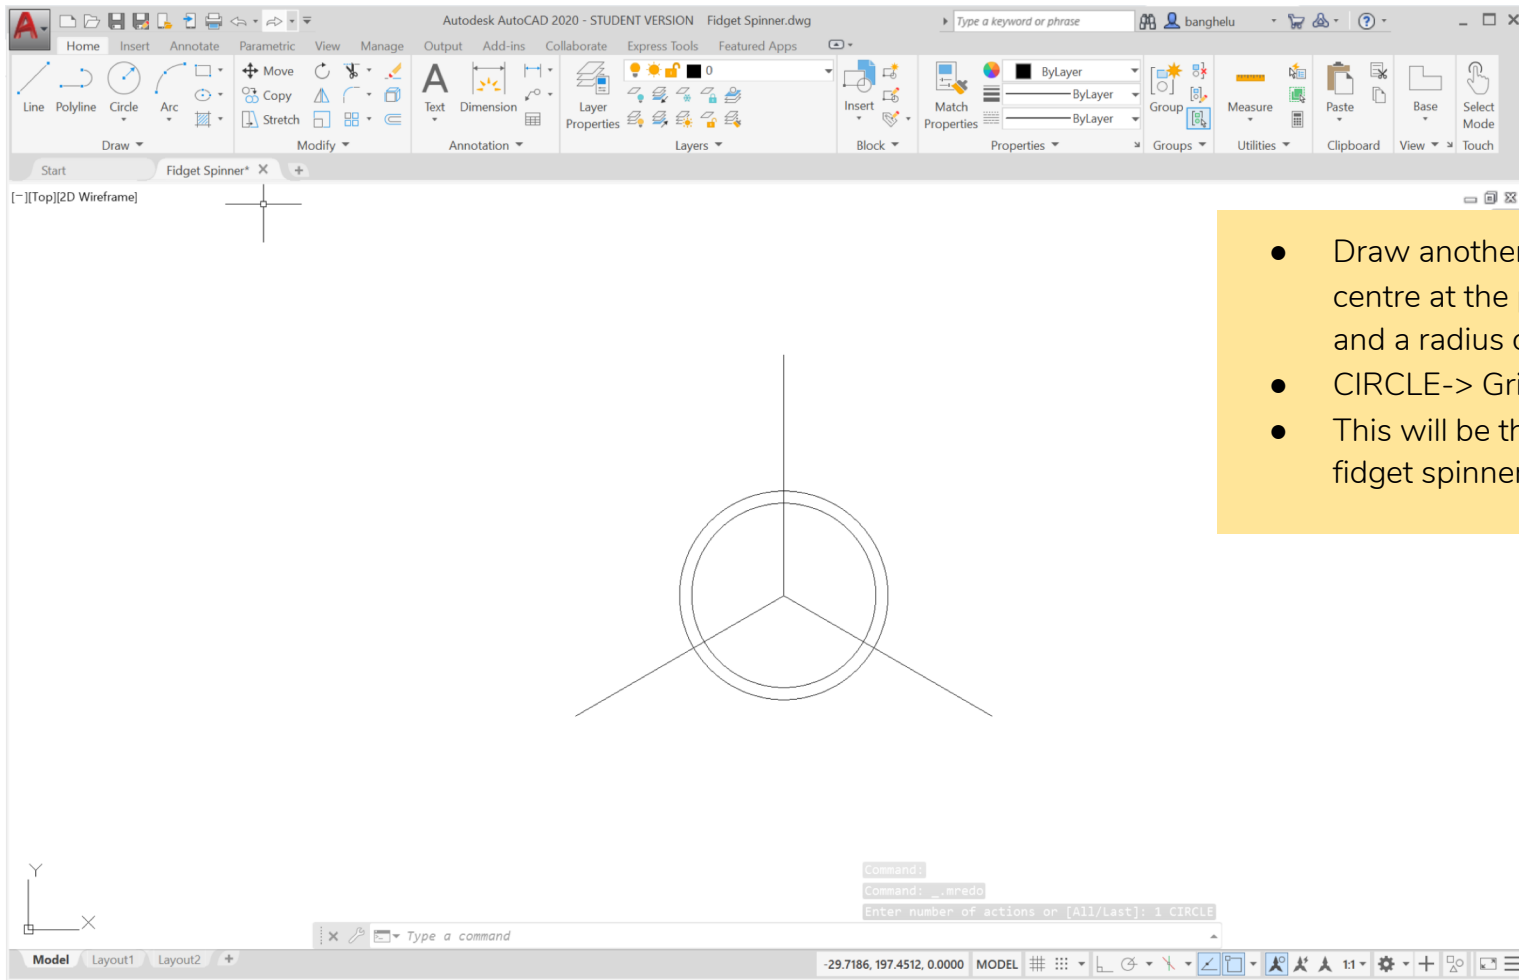 Autodesk AutoCAD 2020 - STUDENT VERSION Fidget Spinner.dwg
Type a keyword or phrase
banghelu
Home Insert Annotate Parametric View Manage Output Add-ins Collaborate Express Tools Featured Apps
Line Polyline Circle Arc
Move
Copy
Stretch
Text Dimension
Layer Properties
0
Insert
Match Properties
ByLayer
ByLayer
ByLayer
Group
Measure
Paste
Base
Select Mode
Draw Modify Annotation Layers Block Properties Groups Utilities Clipboard View Touch
Start Fidget Spinner* +
[−][Top][2D Wireframe]
● Draw another
centre at the
and a radius
● CIRCLE-> 
● This will be
fidget spinner
Y
X
Command:
Command: _.mredo
Enter number of actions or [All/Last]: 1 CIRCLE
Type a command
Model Layout1 Layout2 +
-29.7186, 197.4512, 0.0000 MODEL 1:1